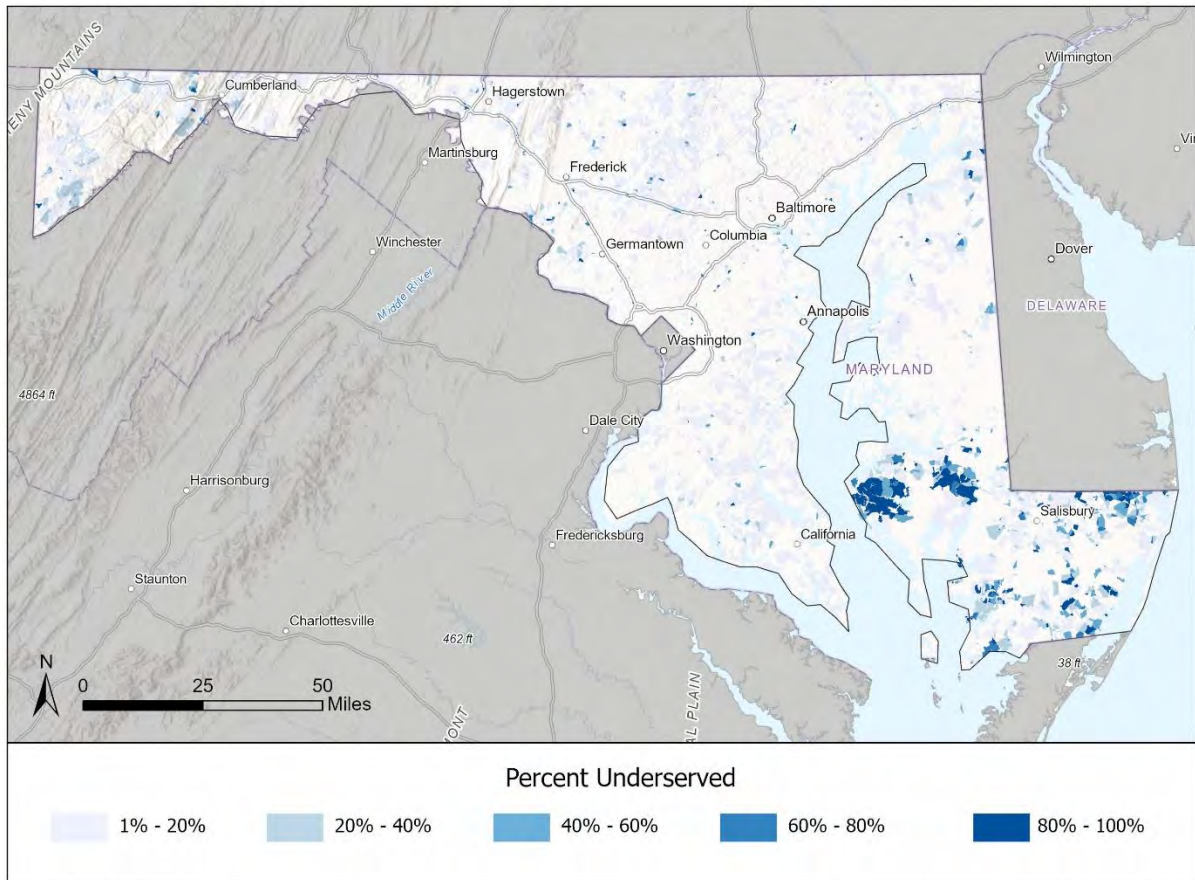 ENY MOUNTAINS
Wilmington
Cumberland
Hagerstown
Martinsburg
Frederick
Baltimore
Columbia
Germantown
Winchester
Dover
Middle River
DELAWARE
Annapolis
Washington
MARYLAND
4864 ft
Dale City
Harrisonburg
Salisbury
Fredericksburg
California
Staunton
Charlottesville
462 ft
38 ft
N
0 25 50
Miles
MONT
AL PLAIN
Percent Underserved
1% - 20% 20% - 40% 40% - 60% 60% - 80% 80% - 100%